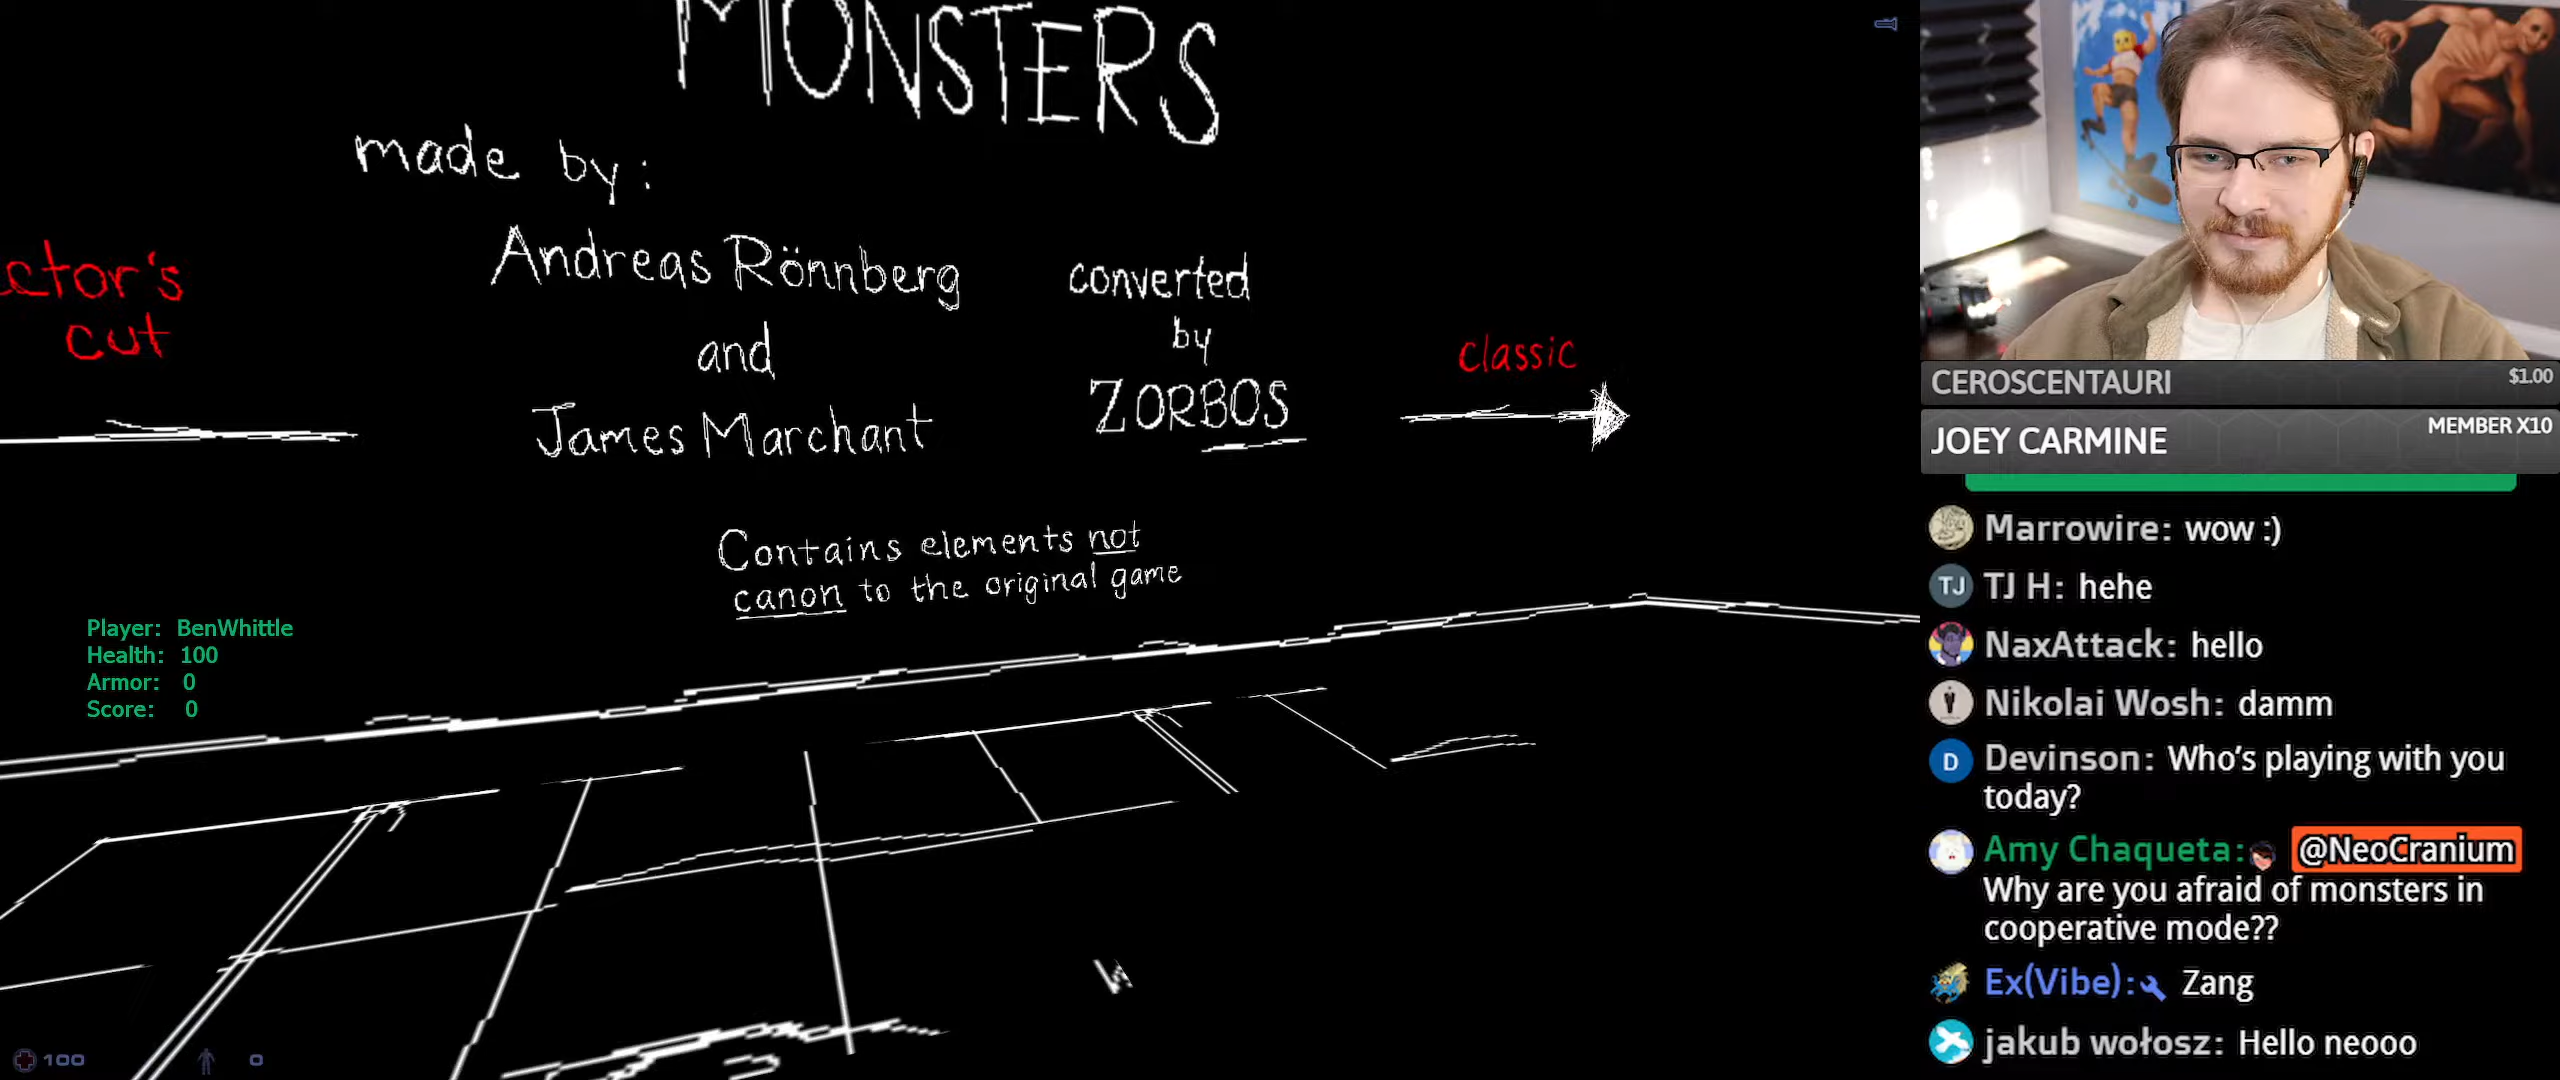 MONSTERS
made by:
Andreas Rönnberg
and
James Marchant
converted
by
ZORBOS
ctor's
cut
classic
Contains elements not
canon to the original game
Player: BenWhittle
Health: 100
Armor: 0
Score: 0
100 0
CEROSCENTAURI $1.00
JOEY CARMINE MEMBER X10
Marrowire: wow :)
TJ TJ H: hehe
NaxAttack: hello
Nikolai Wosh: damm
D Devinson: Who's playing with you
today?
Amy Chaqueta: @NeoCranium
Why are you afraid of monsters in
cooperative mode??
Ex(Vibe): Zang
jakub wołosz: Hello neooo